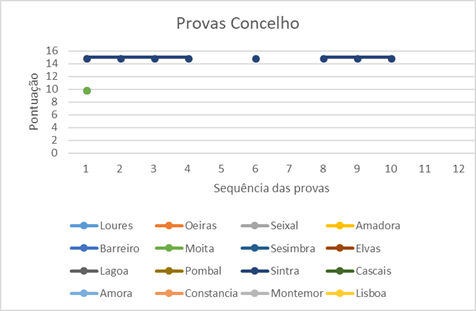 Provas Concelho
16
14
12
10
8
6
4
2
0
Pontuação
1 2 3 4 5 6 7 8 9 10 11 12
Sequência das provas
Loures Oeiras Seixal Amadora
Barreiro Moita Sesimbra Elvas
Lagoa Pombal Sintra Cascais
Amora Constancia Montemor Lisboa